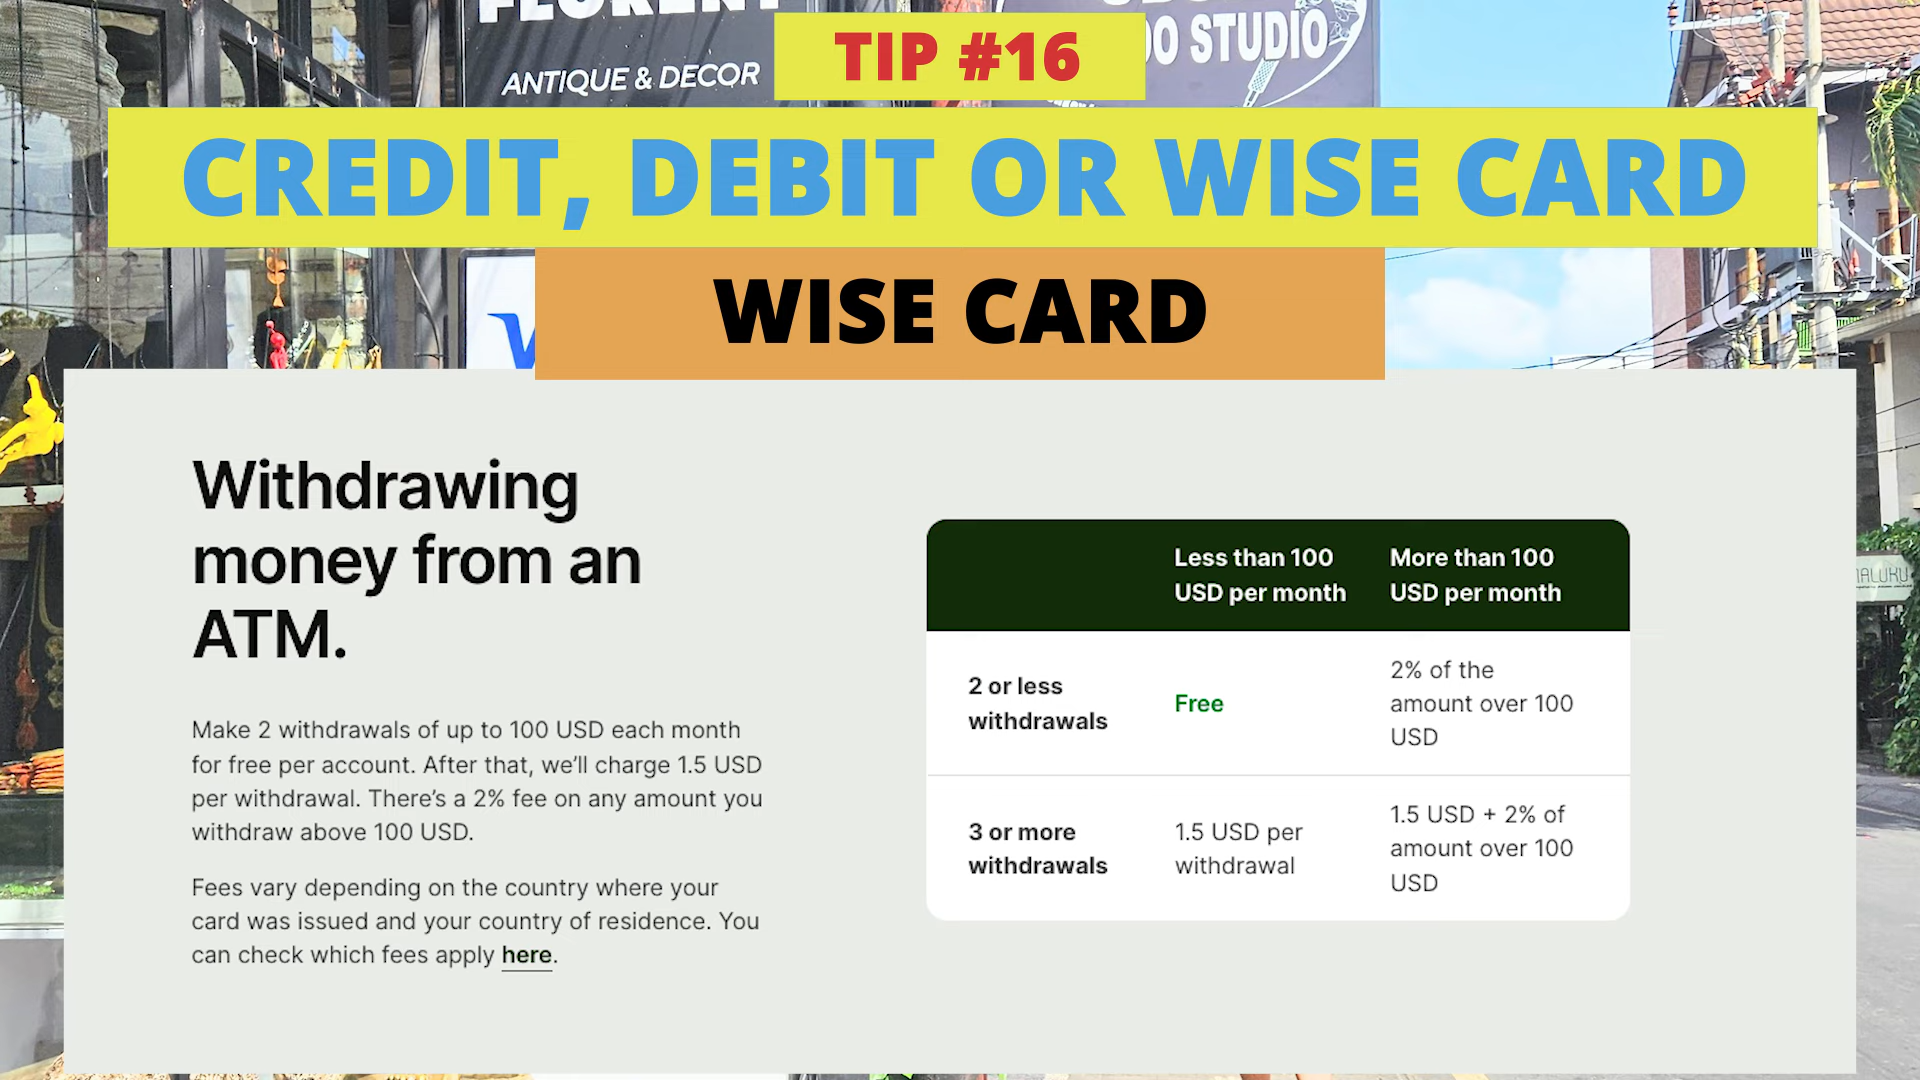 ANTIQUE & DECOR
STUDIO
TIP #16
CREDIT, DEBIT OR WISE CARD
WISE CARD
Withdrawing
money from an
ATM.
Make 2 withdrawals of up to 100 USD each month
for free per account. After that, we’ll charge 1.5 USD
per withdrawal. There’s a 2% fee on any amount you
withdraw above 100 USD.
Fees vary depending on the country where your
card was issued and your country of residence. You
can check which fees apply here.
Less than 100
USD per month
More than 100
USD per month
2 or less
withdrawals
Free
2% of the
amount over 100
USD
3 or more
withdrawals
1.5 USD per
withdrawal
1.5 USD + 2% of
amount over 100
USD